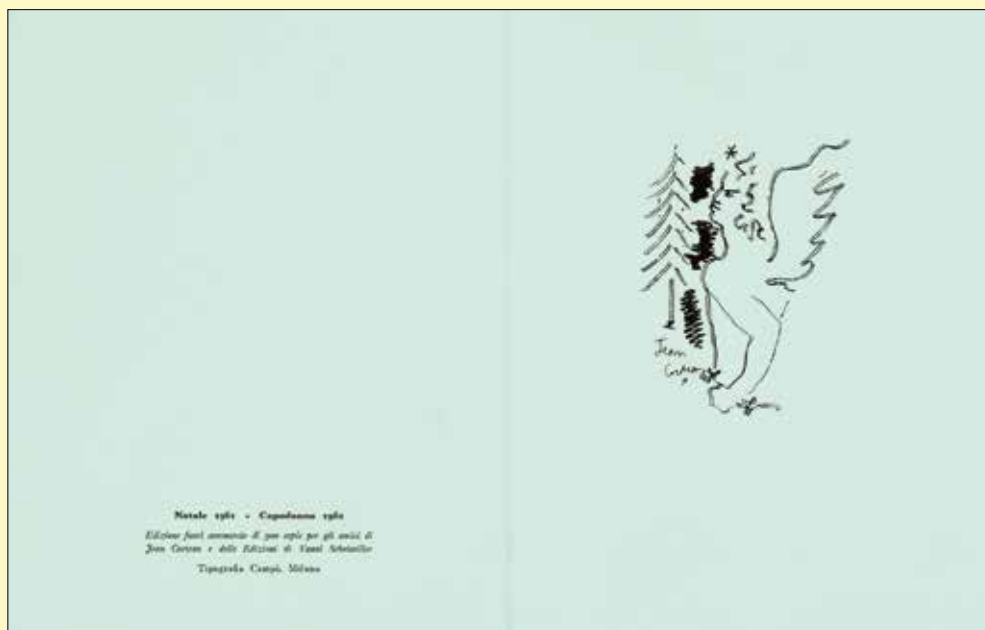 Natale 1961 - Capodanno 1962
Edizione fuori commercio di 500 copie per gli amici di
Jean Cocteau e delle Edizioni di Vanni Scheiwiller
Tipografia Campi, Milano
Jean
Cocteau